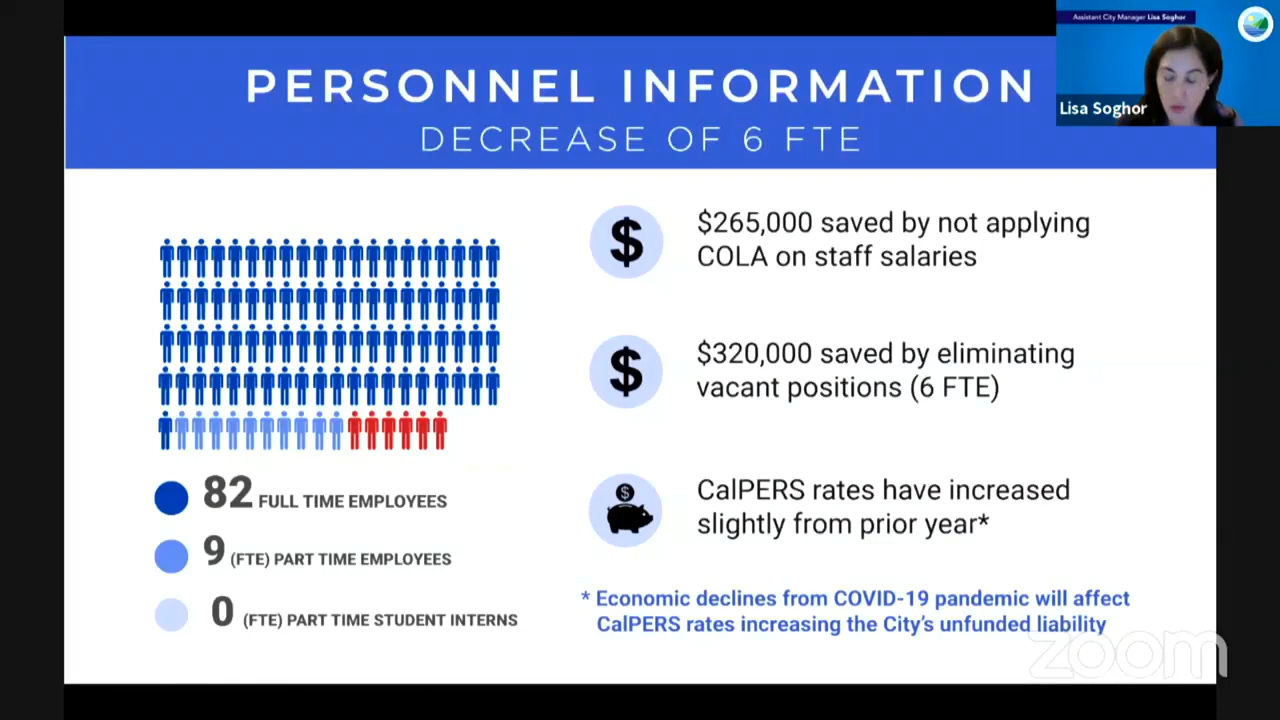 Assistant City Manager Lisa Soghor
Lisa Soghor
PERSONNEL INFORMATION
DECREASE OF 6 FTE
$265,000 saved by not applying
COLA on staff salaries
$320,000 saved by eliminating
vacant positions (6 FTE)
CalPERS rates have increased
slightly from prior year*
82 FULL TIME EMPLOYEES
9 (FTE) PART TIME EMPLOYEES
0 (FTE) PART TIME STUDENT INTERNS
* Economic declines from COVID-19 pandemic will affect
CalPERS rates increasing the City's unfunded liability
zoom